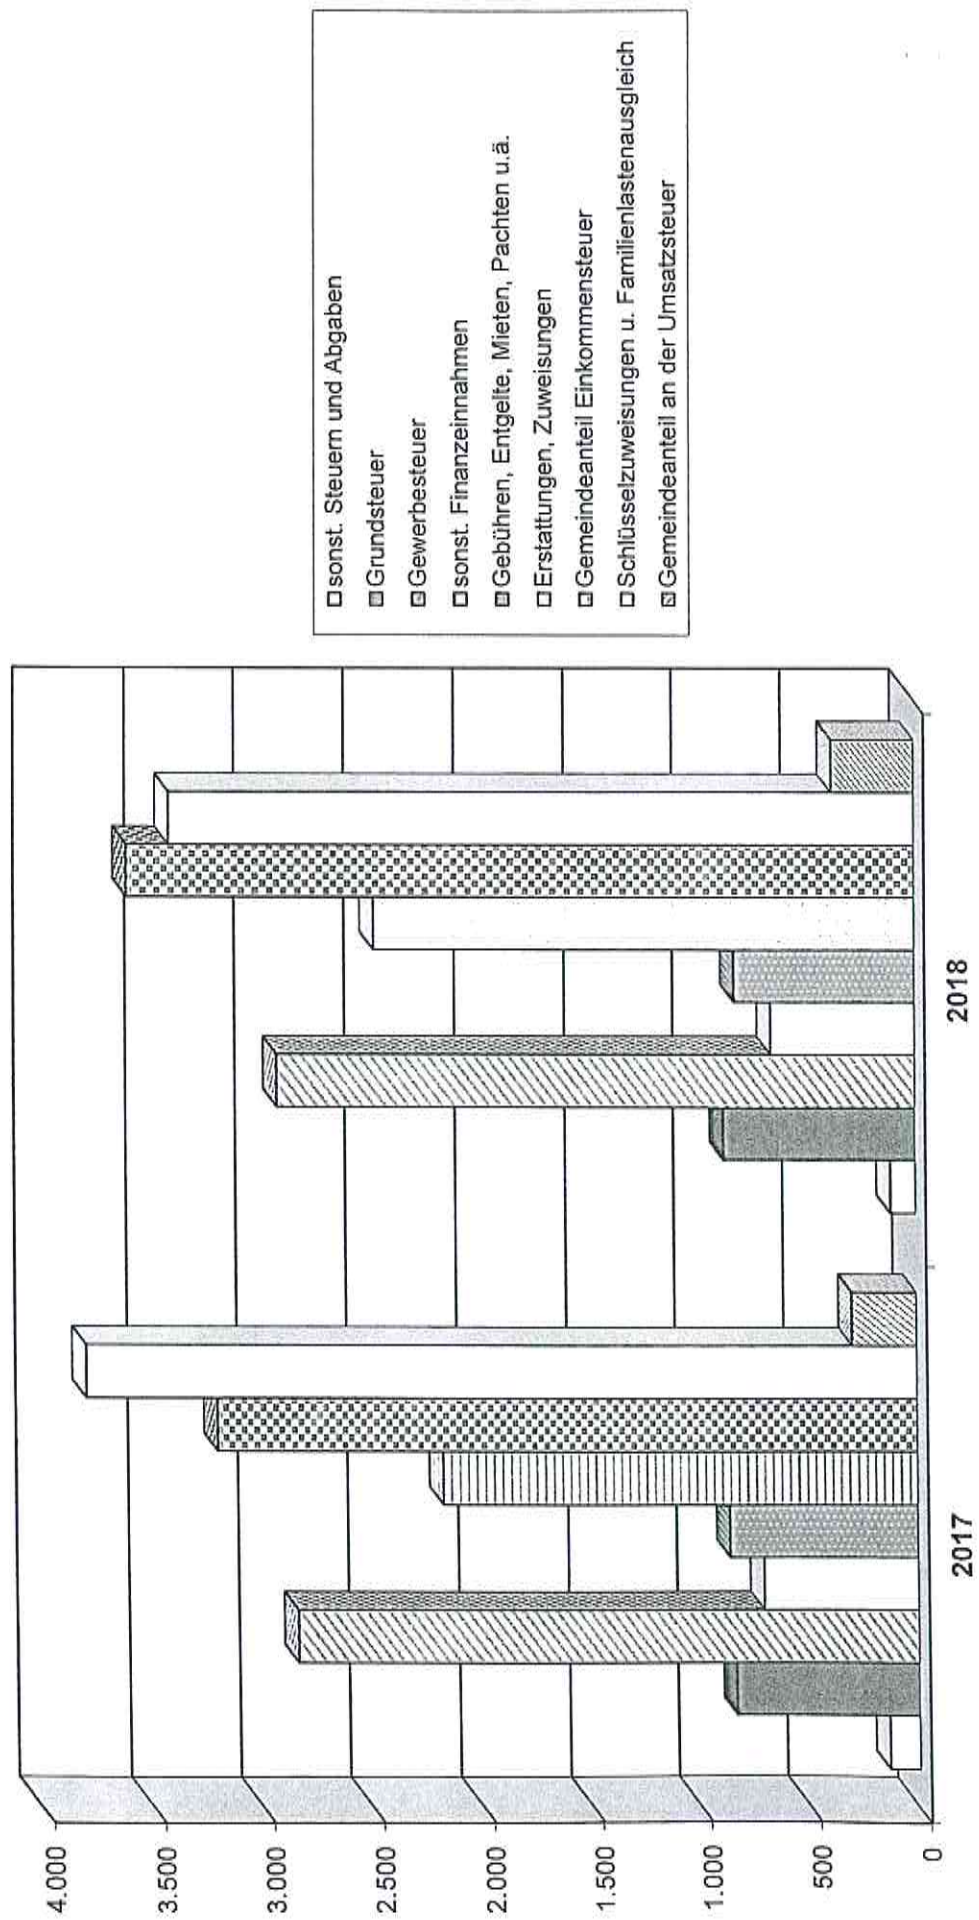 4.000
3.500
3.000
2.500
2.000
1.500
1.000
500
0
2017
2018
sonst. Steuern und Abgaben
Grundsteuer
Gewerbesteuer
sonst. Finanzeinnahmen
Gebühren, Entgelte, Mieten, Pachten u.ä.
Erstattungen, Zuweisungen
Gemeindeanteil Einkommensteuer
Schlüsselzuweisungen u. Familienlastenausgleich
Gemeindeanteil an der Umsatzsteuer